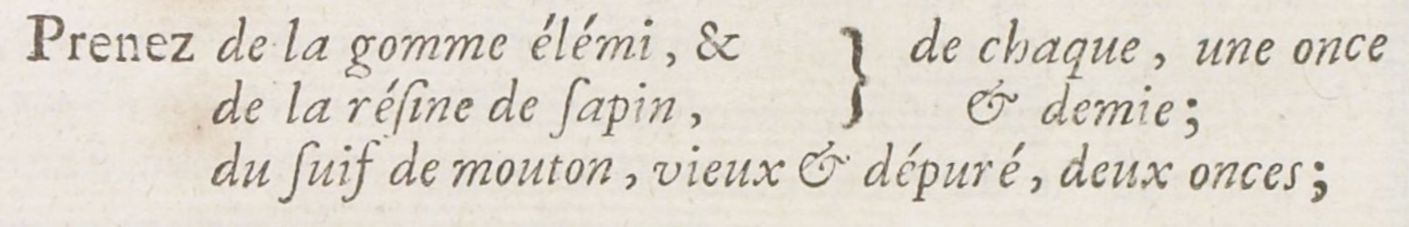 Prenez de la gomme élémi, & } de chaque, une once
de la réſine de ſapin, } & demie;
du ſuif de mouton, vieux & dépuré, deux onces;